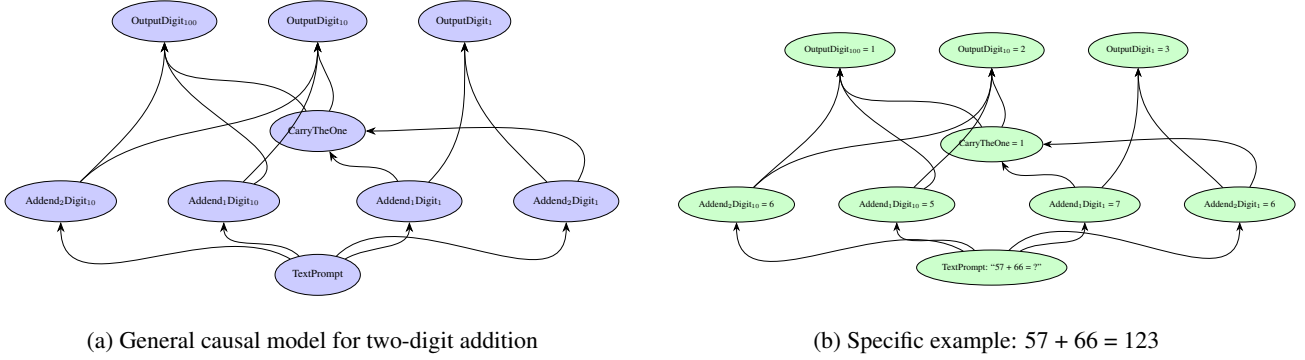 OutputDigit₁₀₀ OutputDigit₁₀ OutputDigit₁
CarryTheOne
Addend₂Digit₁₀ Addend₁Digit₁₀ Addend₁Digit₁ Addend₂Digit₁
TextPrompt
(a) General causal model for two-digit addition
OutputDigit₁₀₀ = 1 OutputDigit₁₀ = 2 OutputDigit₁ = 3
CarryTheOne = 1
Addend₂Digit₁₀ = 6 Addend₁Digit₁₀ = 5 Addend₁Digit₁ = 7 Addend₂Digit₁ = 6
TextPrompt: “57 + 66 = ?”
(b) Specific example: 57 + 66 = 123